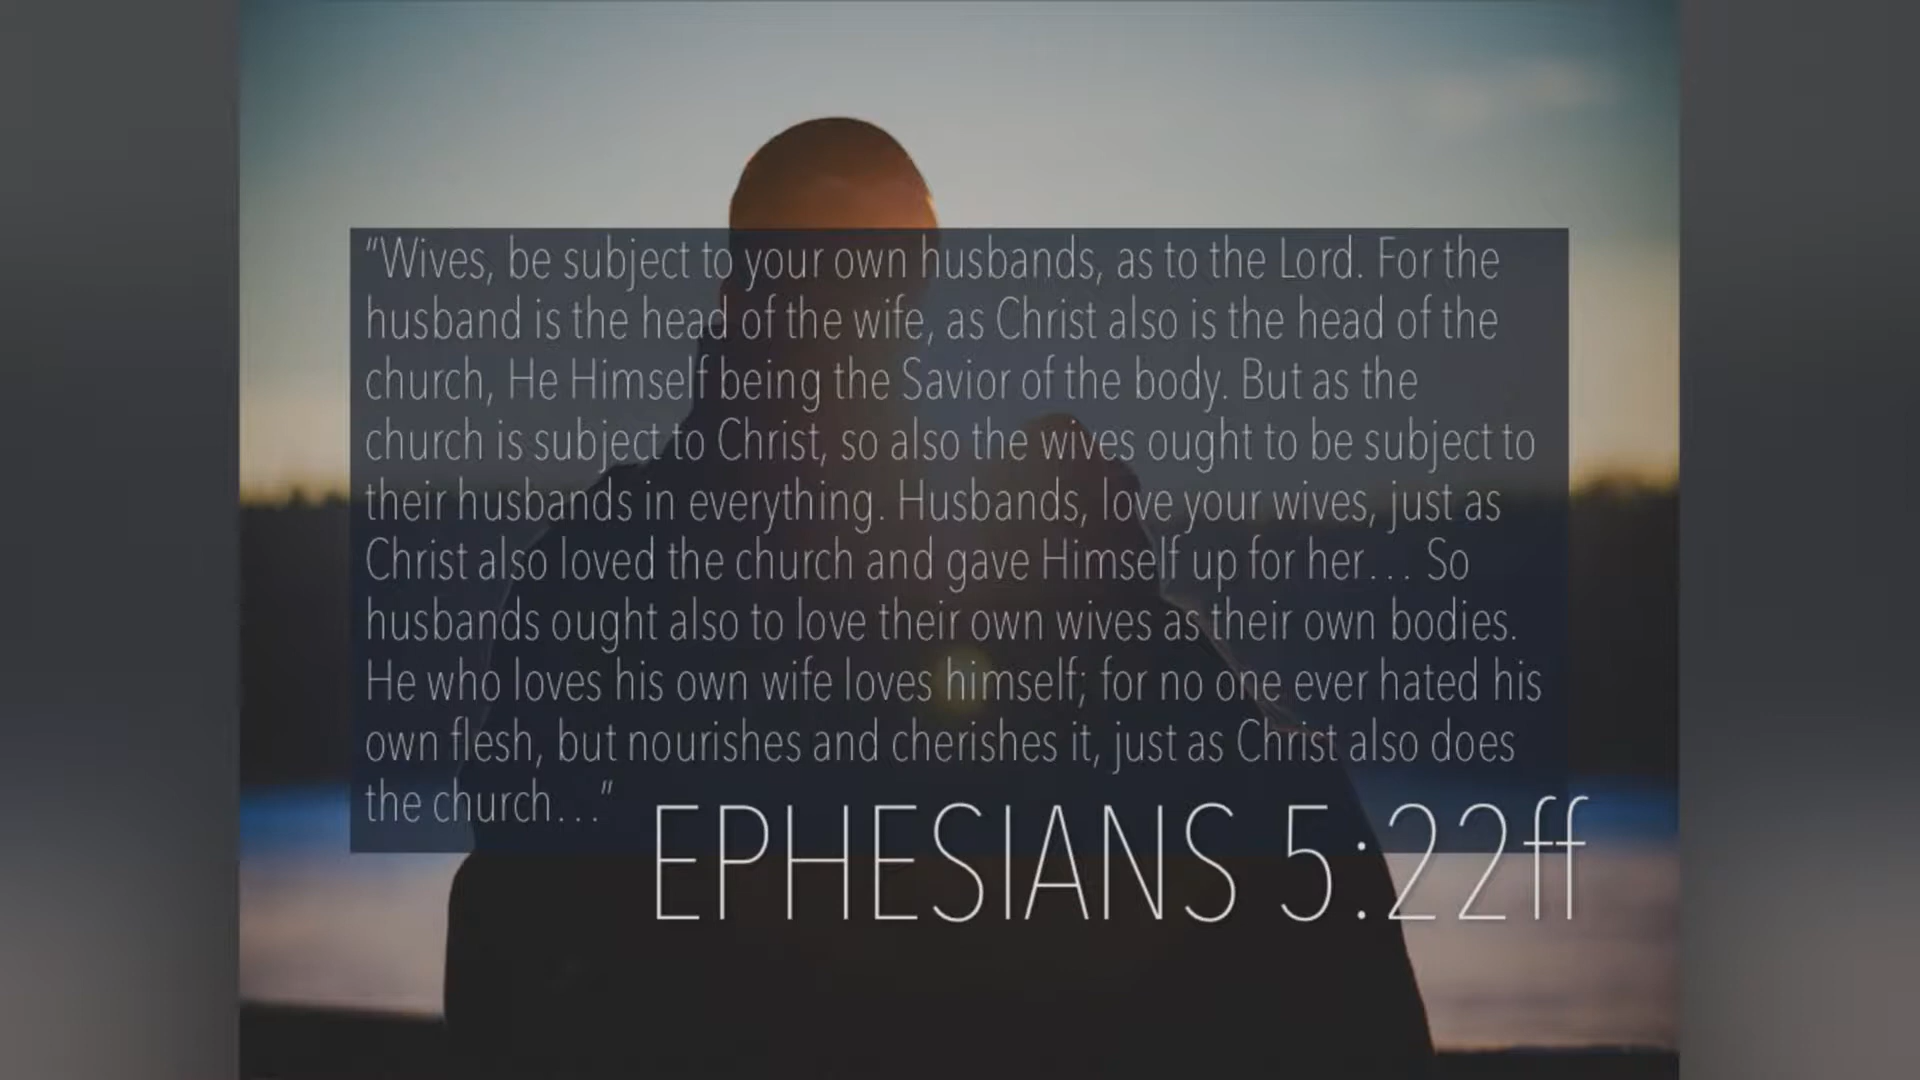 “Wives, be subject to your own husbands, as to the Lord. For the
husband is the head of the wife, as Christ also is the head of the
church, He Himself being the Savior of the body. But as the
church is subject to Christ, so also the wives ought to be subject to
their husbands in everything. Husbands, love your wives, just as
Christ also loved the church and gave Himself up for her… So
husbands ought also to love their own wives as their own bodies.
He who loves his own wife loves himself; for no one ever hated his
own flesh, but nourishes and cherishes it, just as Christ also does
the church…”
EPHESIANS 5:22ff